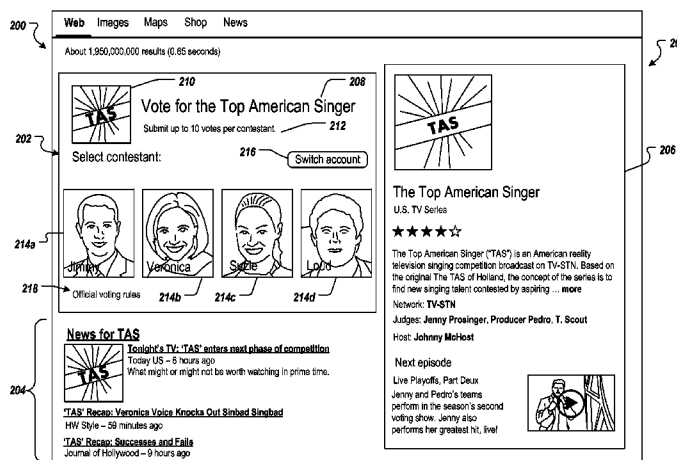 200
Web Images Maps Shop News
About 1,950,000,000 results (0.65 seconds)
20
210
TAS
208
Vote for the Top American Singer
Submit up to 10 votes per contestant.
212
202
Select contestant:
216
Switch account
214a
Jimmy
Veronica
Suzie
Loud
218
Official voting rules
214b
214c
214d
204
News for TAS
TAS
Tonight's TV: 'TAS' enters next phase of competition
Today US – 6 hours ago
What might or might not be worth watching in prime time.
'TAS' Recap: Veronica Voice Knocks Out Sinbad Singbad
HW Style – 59 minutes ago
'TAS' Recap: Successes and Fails
Journal of Hollywood – 9 hours ago
TAS
206
The Top American Singer
U.S. TV Series
The Top American Singer ("TAS") is an American reality
television singing competition broadcast on TV-STN. Based on
the original The TAS of Holland, the concept of the series is to
find new singing talent contested by aspiring ... more
Network: TV-STN
Judges: Jenny Prosinger, Producer Pedro, T. Scout
Host: Johnny McHost
Next episode
Live Playoffs, Part Deux
Jenny and Pedro's teams
perform in the season's second
voting show. Jenny also
performs her greatest hit, live!